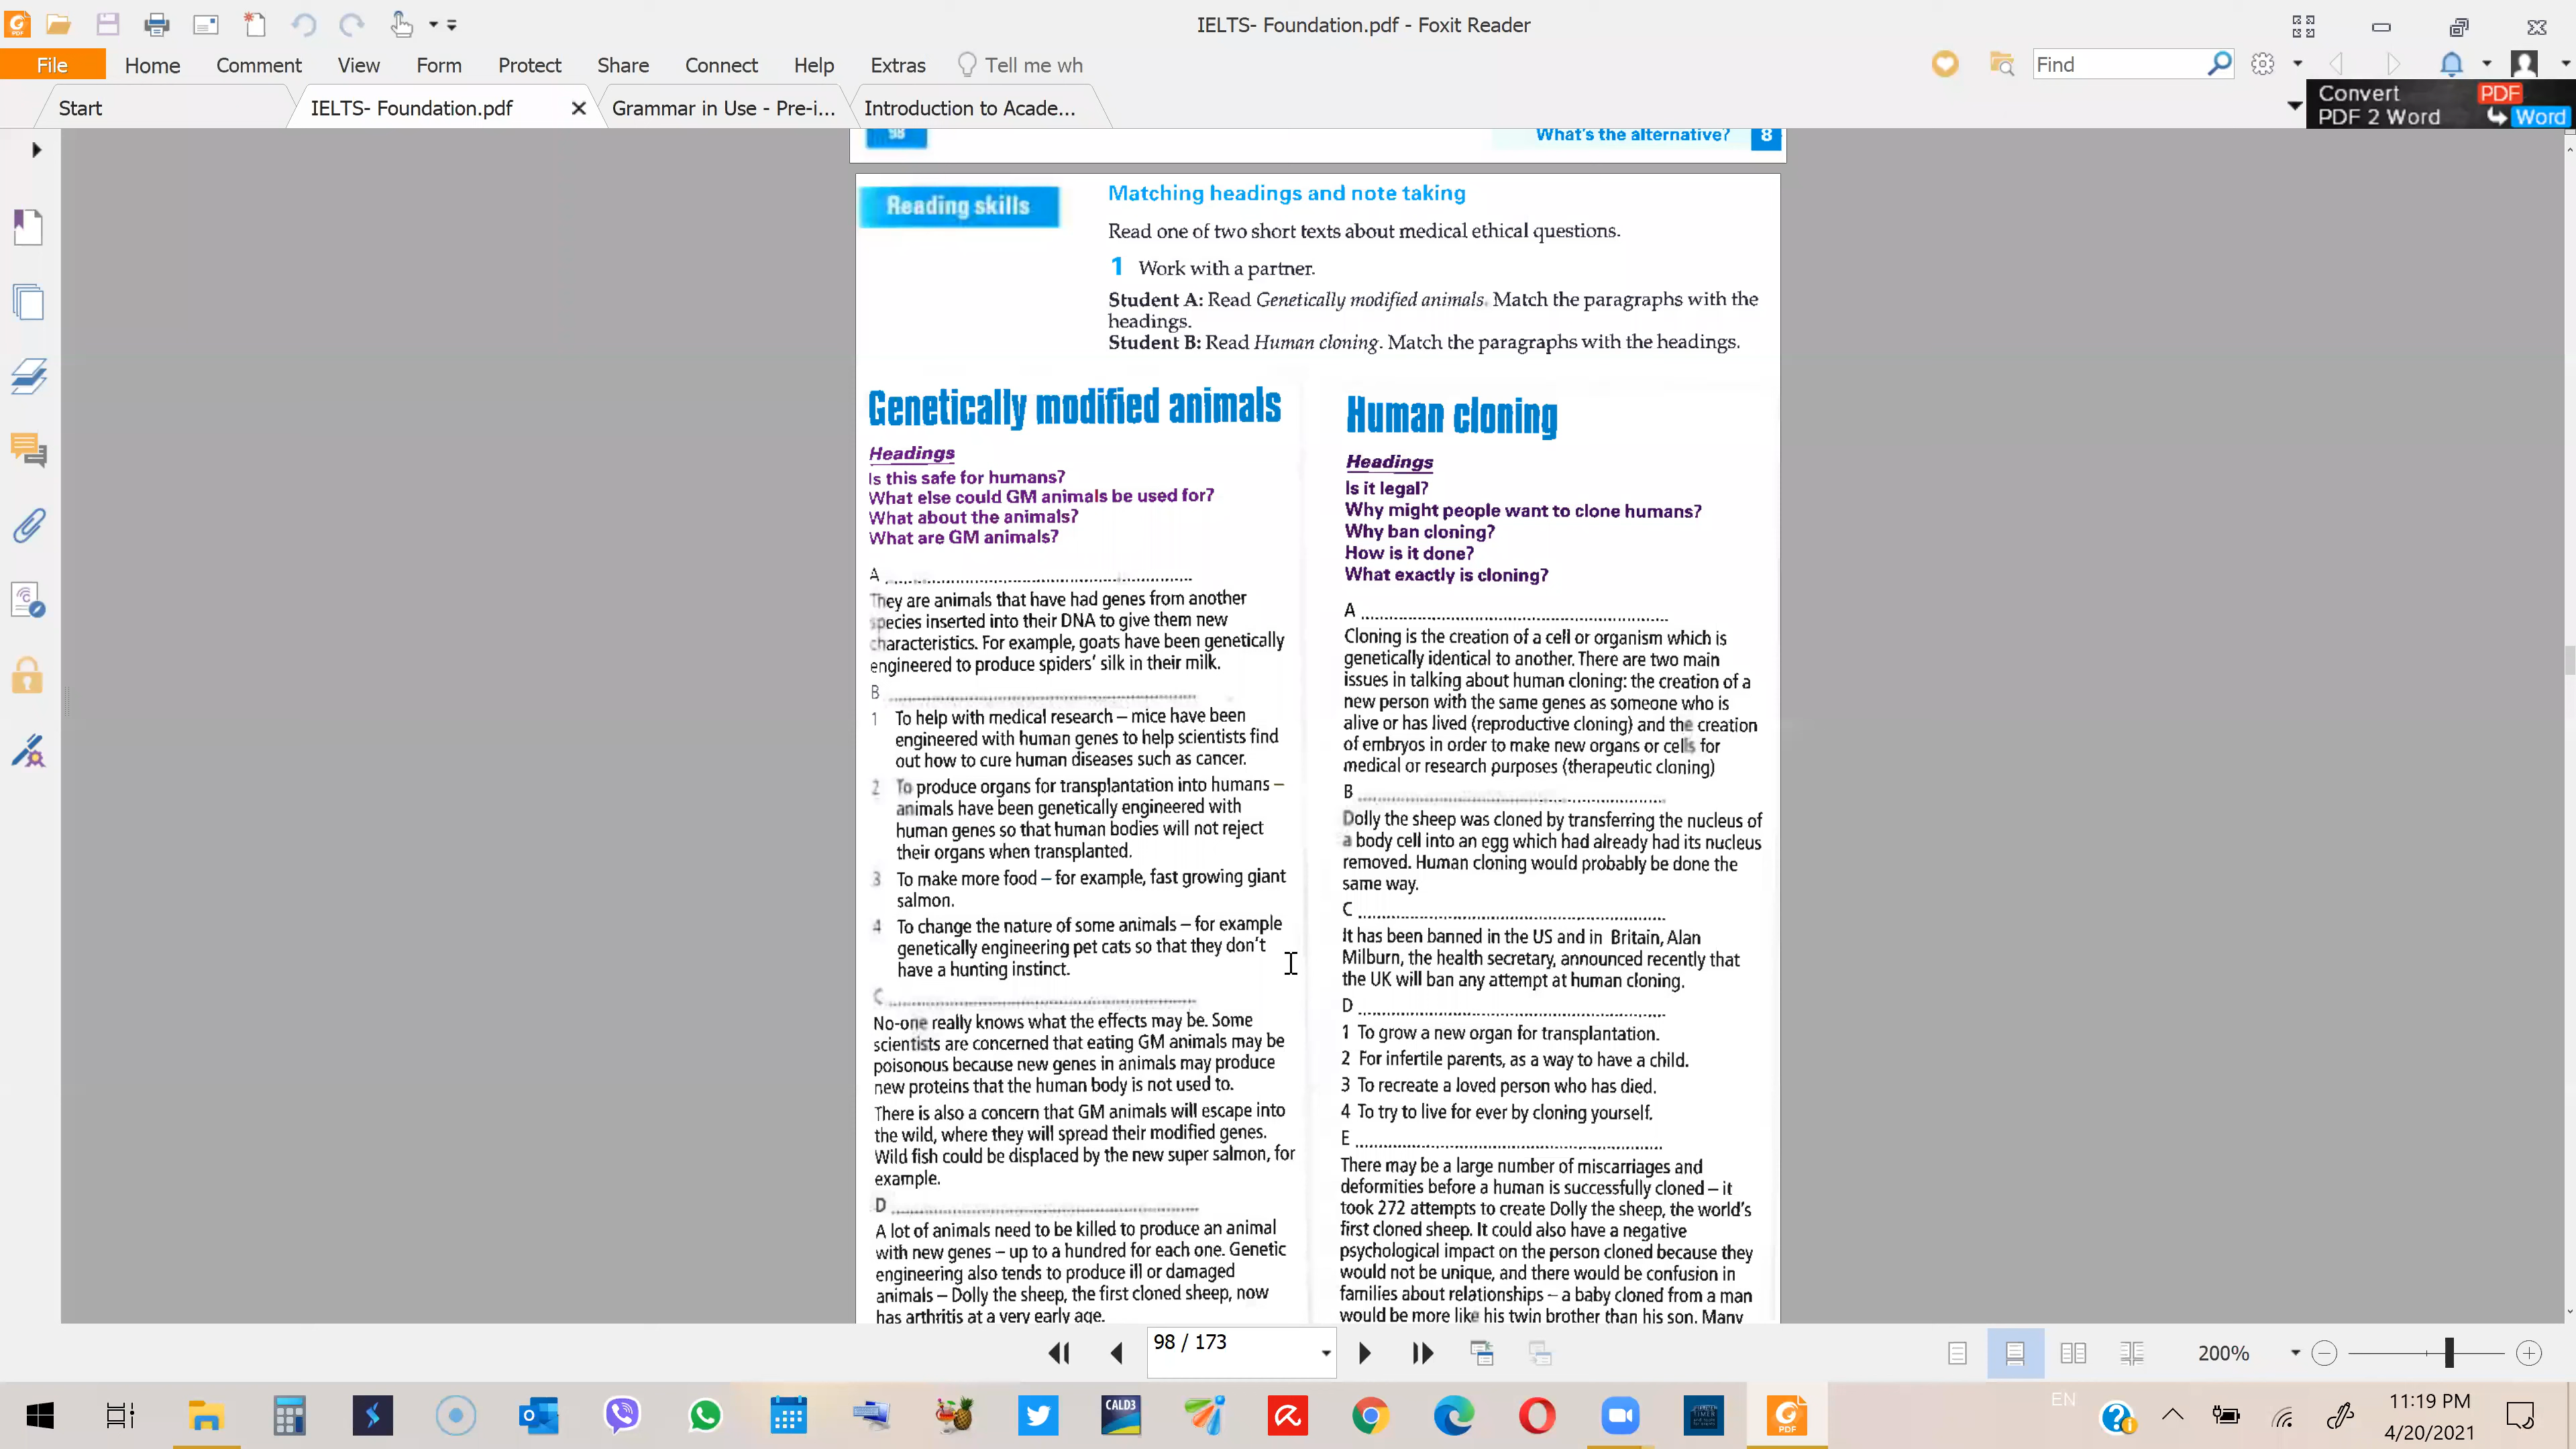 IELTS- Foundation.pdf - Foxit Reader
File Home Comment View Form Protect Share Connect Help Extras Tell me wh
Find
Start IELTS- Foundation.pdf Grammar in Use - Pre-i... Introduction to Acade...
Convert PDF
PDF 2 Word Word
98 What's the alternative? 8
Reading skills
Matching headings and note taking
Read one of two short texts about medical ethical questions.
1 Work with a partner.
Student A: Read Genetically modified animals. Match the paragraphs with the
headings.
Student B: Read Human cloning. Match the paragraphs with the headings.
Genetically modified animals
Headings
Is this safe for humans?
What else could GM animals be used for?
What about the animals?
What are GM animals?
A
They are animals that have had genes from another
species inserted into their DNA to give them new
characteristics. For example, goats have been genetically
engineered to produce spiders' silk in their milk.
B
1 To help with medical research – mice have been
engineered with human genes to help scientists find
out how to cure human diseases such as cancer.
2 To produce organs for transplantation into humans –
animals have been genetically engineered with
human genes so that human bodies will not reject
their organs when transplanted.
3 To make more food – for example, fast growing giant
salmon.
4 To change the nature of some animals – for example
genetically engineering pet cats so that they don't
have a hunting instinct.
C
No-one really knows what the effects may be. Some
scientists are concerned that eating GM animals may be
poisonous because new genes in animals may produce
new proteins that the human body is not used to.
There is also a concern that GM animals will escape into
the wild, where they will spread their modified genes.
Wild fish could be displaced by the new super salmon, for
example.
D
A lot of animals need to be killed to produce an animal
with new genes – up to a hundred for each one. Genetic
engineering also tends to produce ill or damaged
animals – Dolly the sheep, the first cloned sheep, now
has arthritis at a very early age.
Human cloning
Headings
Is it legal?
Why might people want to clone humans?
Why ban cloning?
How is it done?
What exactly is cloning?
A
Cloning is the creation of a cell or organism which is
genetically identical to another. There are two main
issues in talking about human cloning: the creation of a
new person with the same genes as someone who is
alive or has lived (reproductive cloning) and the creation
of embryos in order to make new organs or cells for
medical or research purposes (therapeutic cloning)
B
Dolly the sheep was cloned by transferring the nucleus of
a body cell into an egg which had already had its nucleus
removed. Human cloning would probably be done the
same way.
C
It has been banned in the US and in Britain, Alan
Milburn, the health secretary, announced recently that
the UK will ban any attempt at human cloning.
D
1 To grow a new organ for transplantation.
2 For infertile parents, as a way to have a child.
3 To recreate a loved person who has died.
4 To try to live for ever by cloning yourself.
E
There may be a large number of miscarriages and
deformities before a human is successfully cloned – it
took 272 attempts to create Dolly the sheep, the world's
first cloned sheep. It could also have a negative
psychological impact on the person cloned because they
would not be unique, and there would be confusion in
families about relationships – a baby cloned from a man
would be more like his twin brother than his son. Many
98 / 173
200%
CALD3
PDF
EN
11:19 PM
4/20/2021